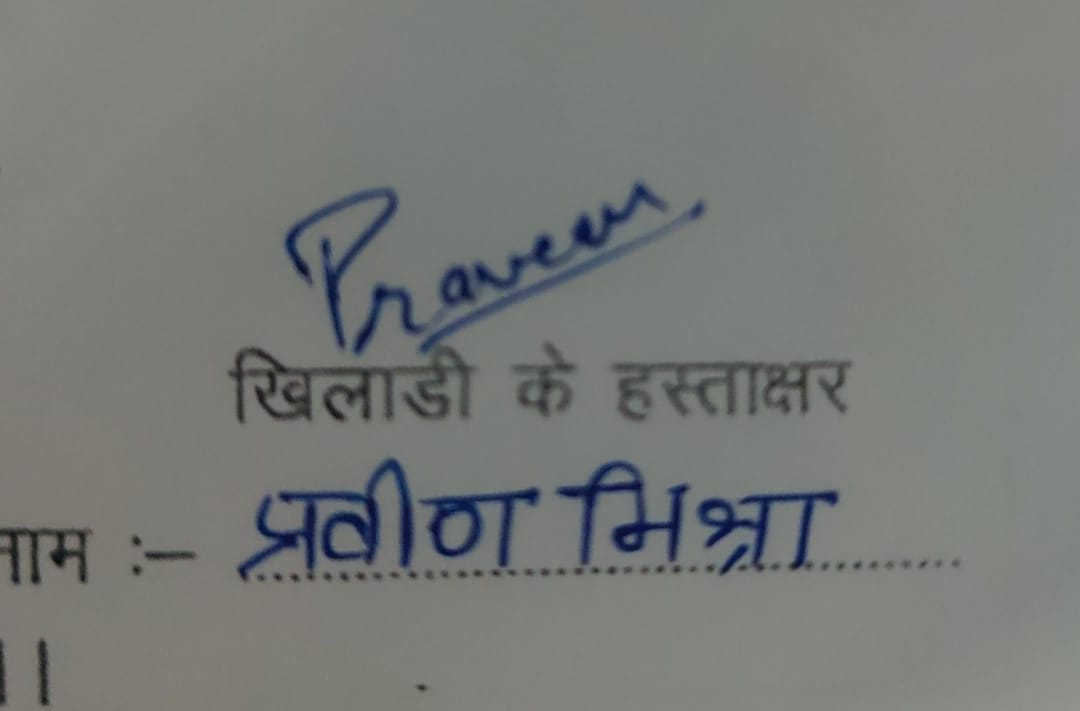 Praveen
खिलाडी के हस्ताक्षर
नाम :- प्रवीण मिश्रा
।।